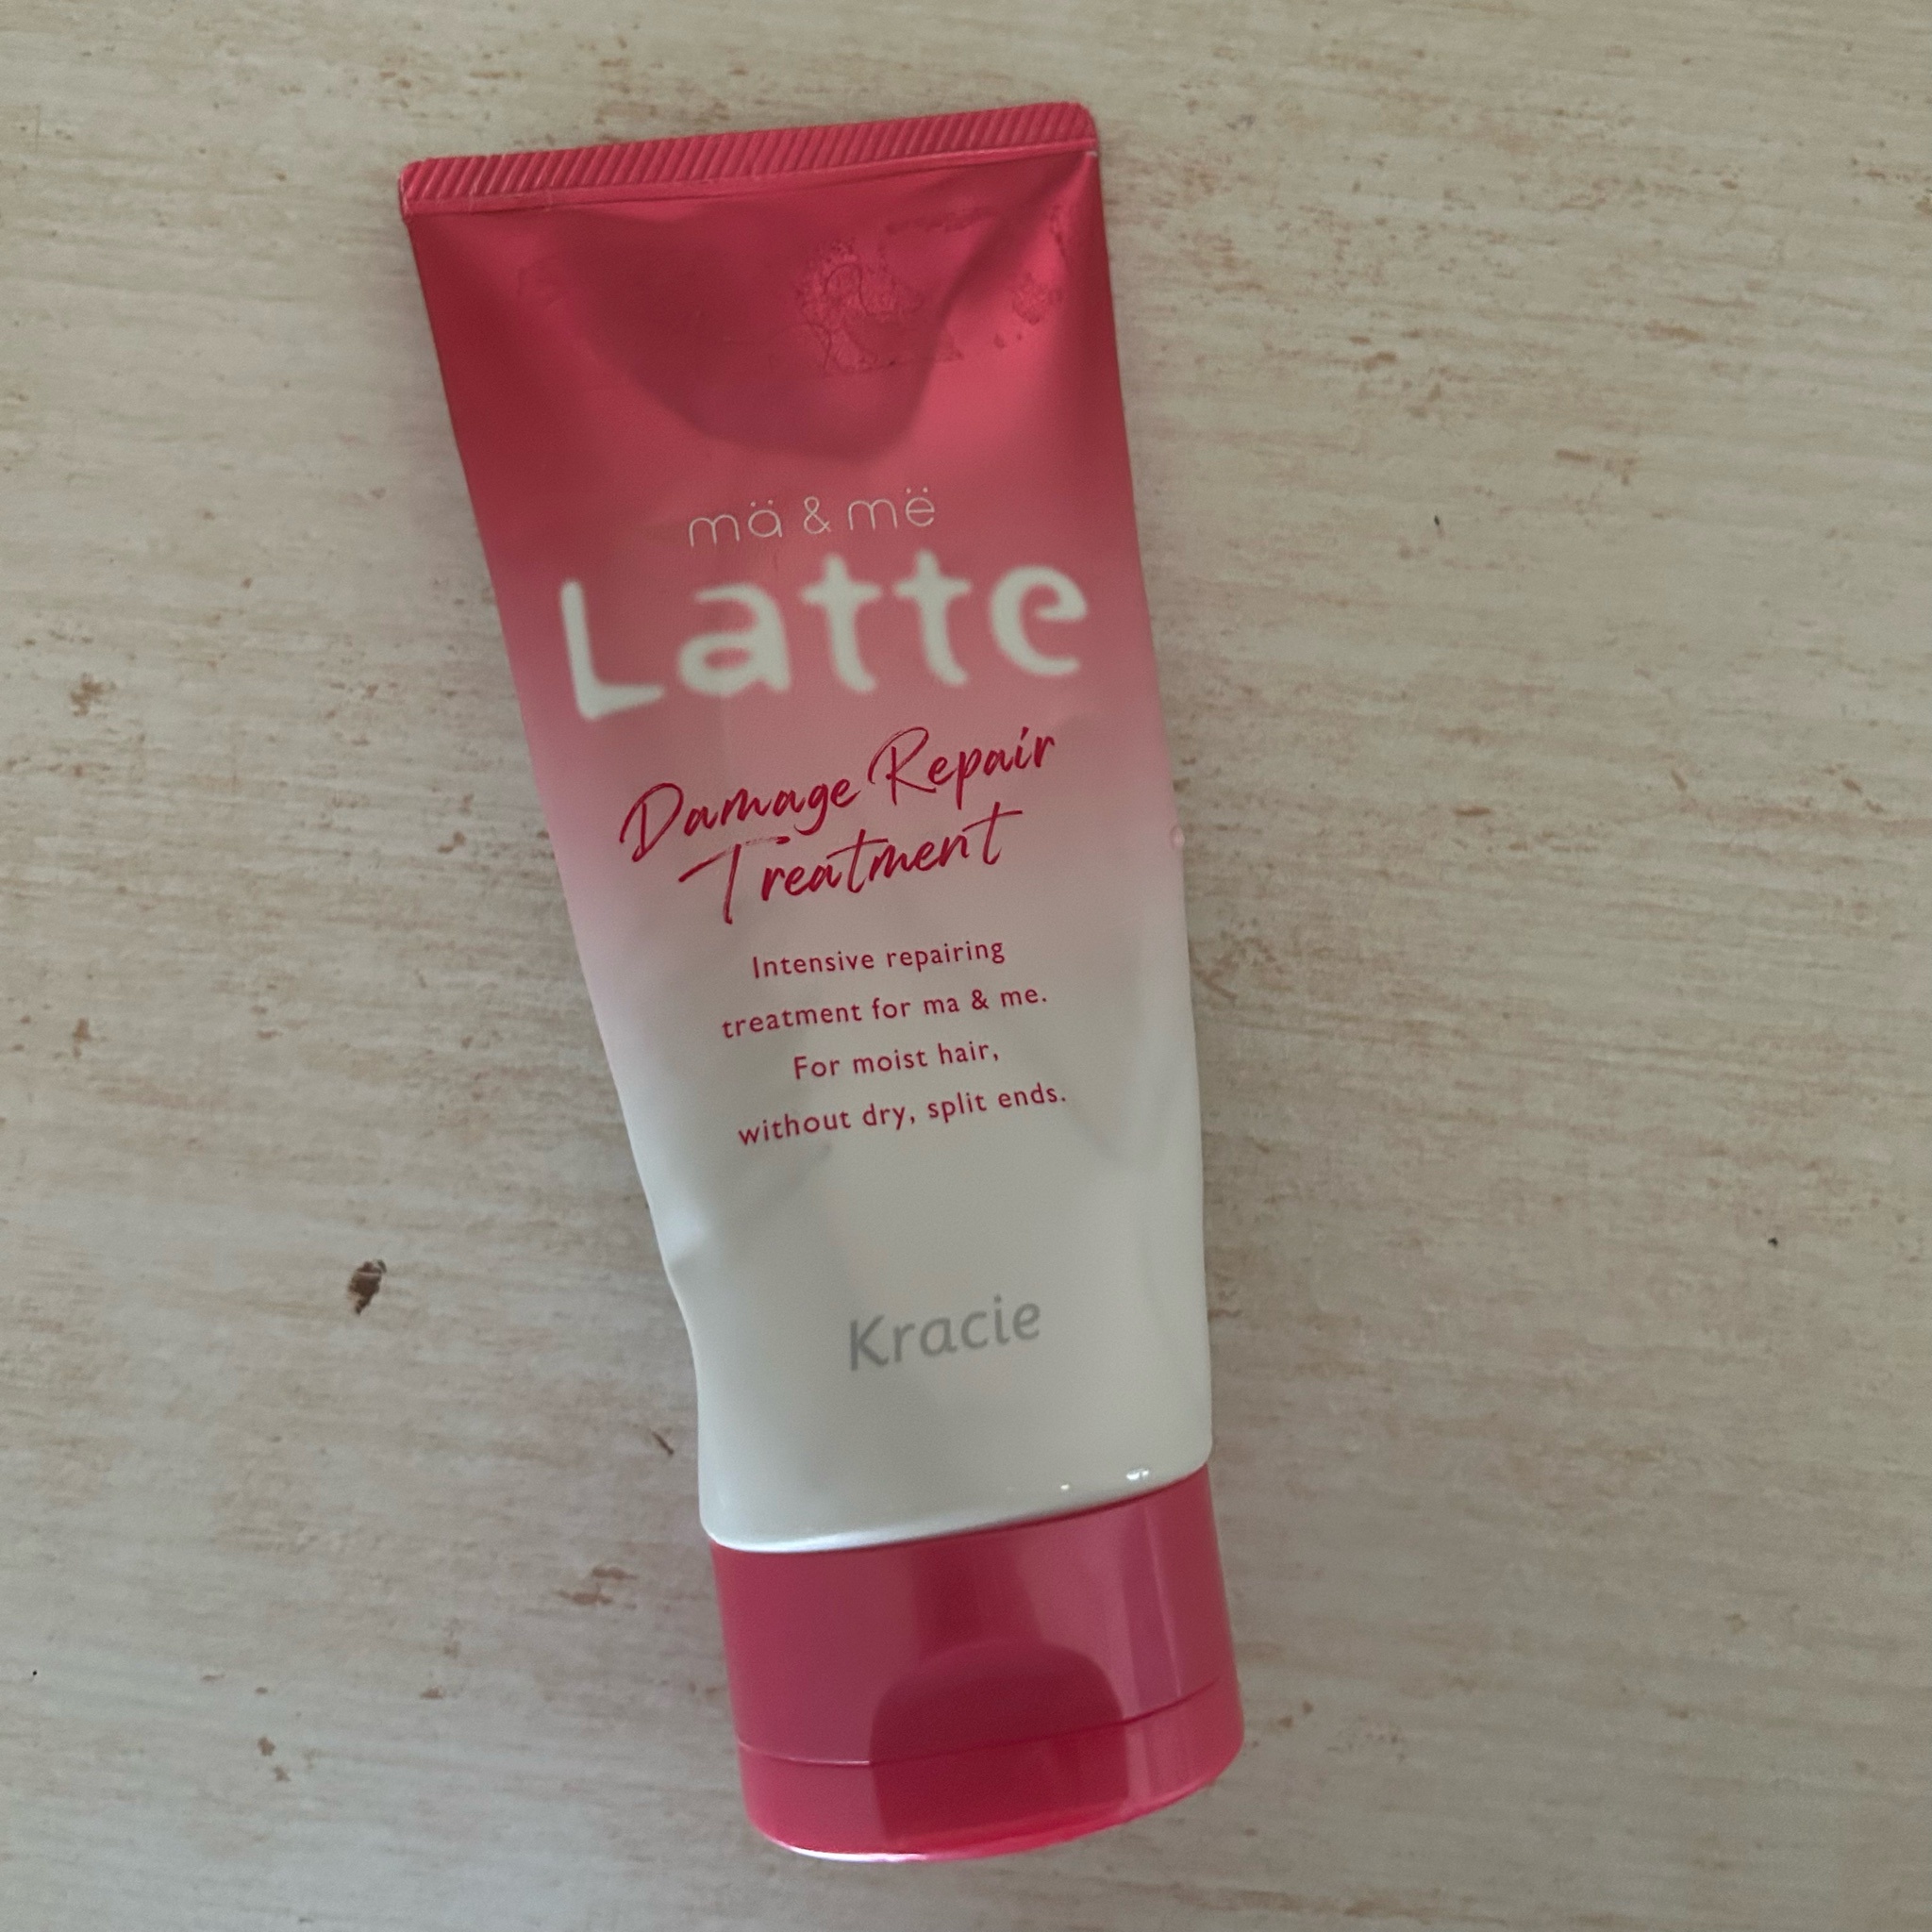 mä & më
Latte
Damage Repair
Treatment
Intensive repairing
treatment for ma & me.
For moist hair,
without dry, split ends.
Kracie